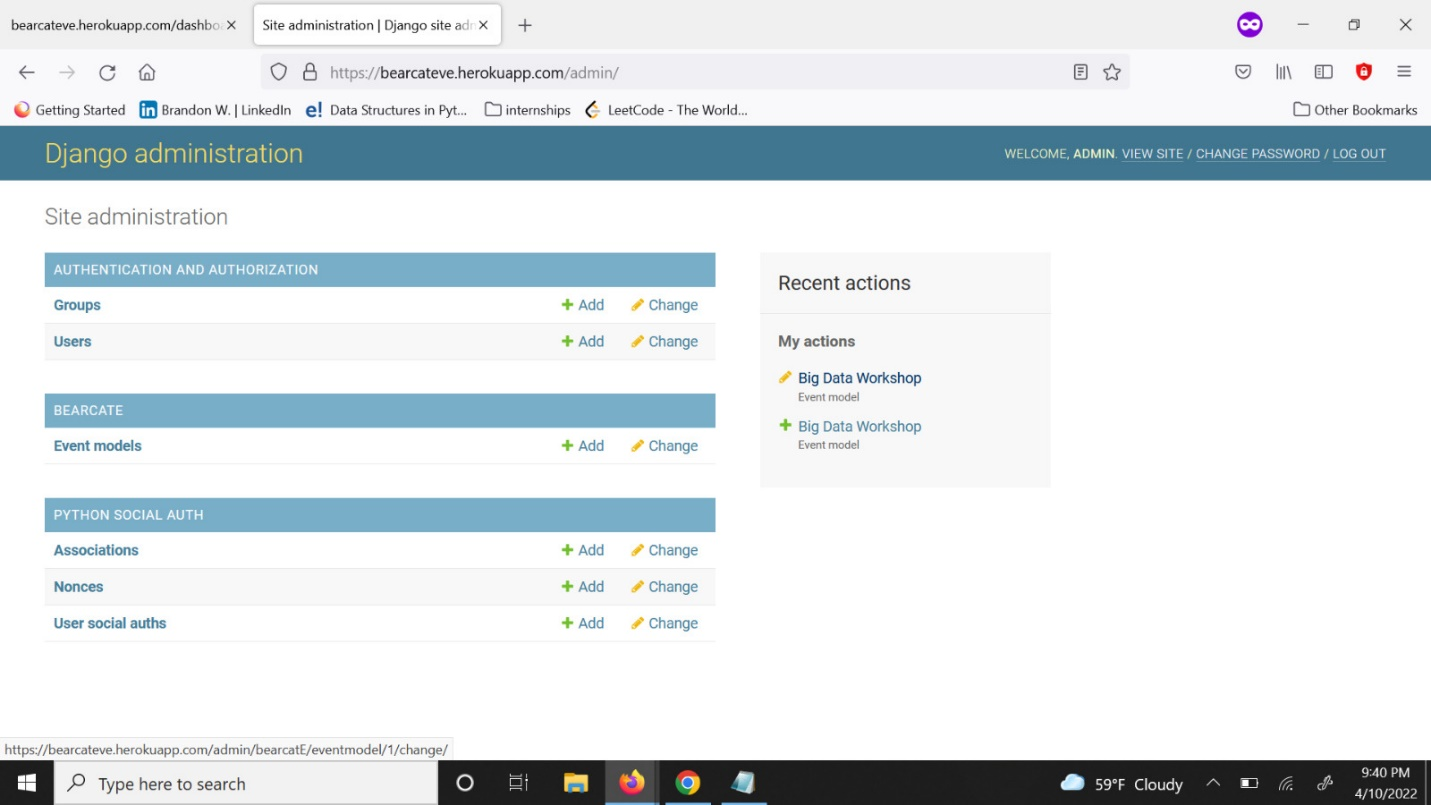 bearcateve.herokuapp.com/dashboa
Site administration | Django site adm
https://bearcateve.herokuapp.com/admin/
Getting Started
in Brandon W. | LinkedIn
e! Data Structures in Pyt...
internships
LeetCode - The World...
Other Bookmarks
Django administration
WELCOME, ADMIN. VIEW SITE / CHANGE PASSWORD / LOG OUT
Site administration
AUTHENTICATION AND AUTHORIZATION
Groups + Add Change
Users + Add Change
BEARCATE
Event models + Add Change
PYTHON SOCIAL AUTH
Associations + Add Change
Nonces + Add Change
User social auths + Add Change
Recent actions
My actions
Big Data Workshop
Event model
+ Big Data Workshop
Event model
https://bearcateve.herokuapp.com/admin/bearcatE/eventmodel/1/change/
Type here to search
59°F Cloudy
9:40 PM
4/10/2022